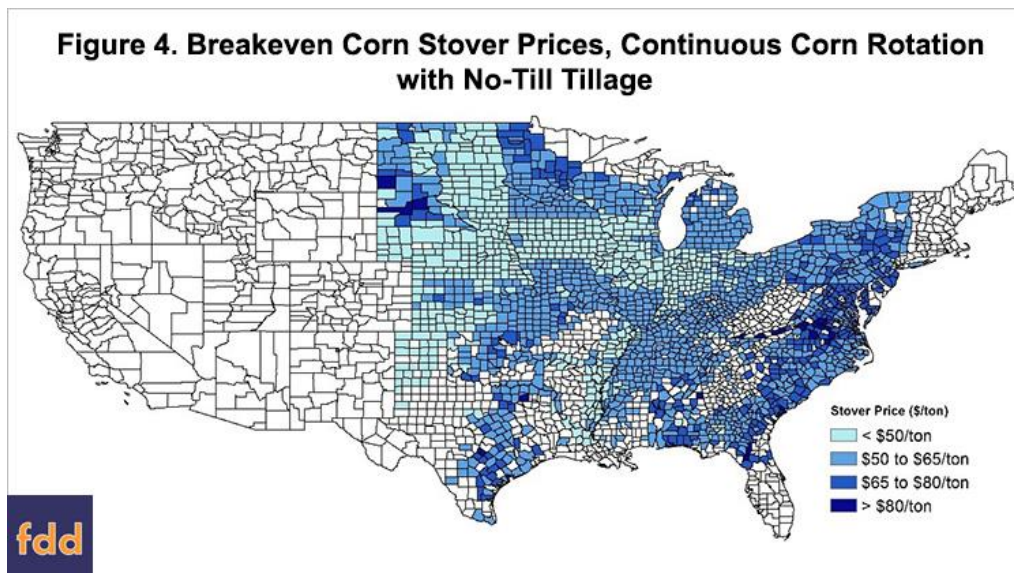 Figure 4. Breakeven Corn Stover Prices, Continuous Corn Rotation
with No-Till Tillage
Stover Price ($/ton)
< $50/ton
$50 to $65/ton
$65 to $80/ton
> $80/ton
fdd